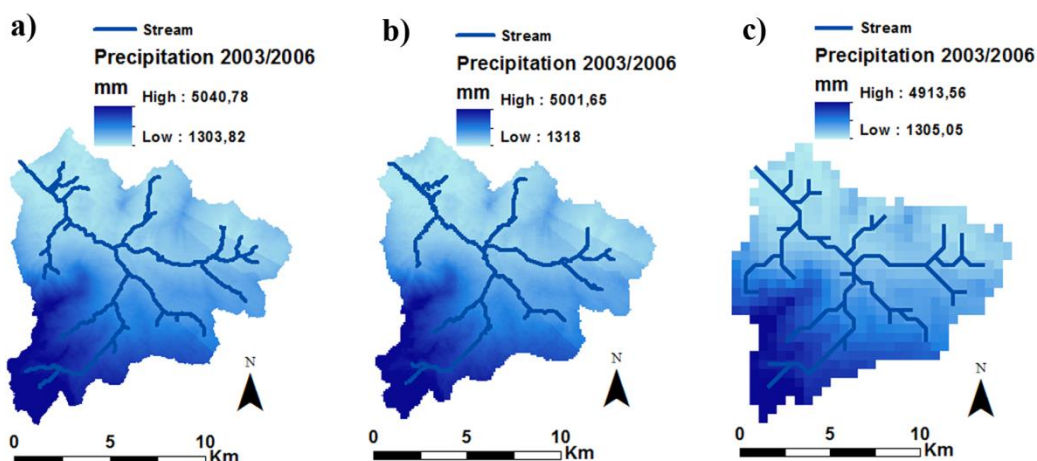 a)
Stream
Precipitation 2003/2006
mm
High : 5040,78
Low : 1303,82
N
0 5 10
Km
b)
Stream
Precipitation 2003/2006
mm
High : 5001,65
Low : 1318
N
0 5 10
Km
c)
Stream
Precipitation 2003/2006
mm
High : 4913,56
Low : 1305,05
N
0 5 10
Km